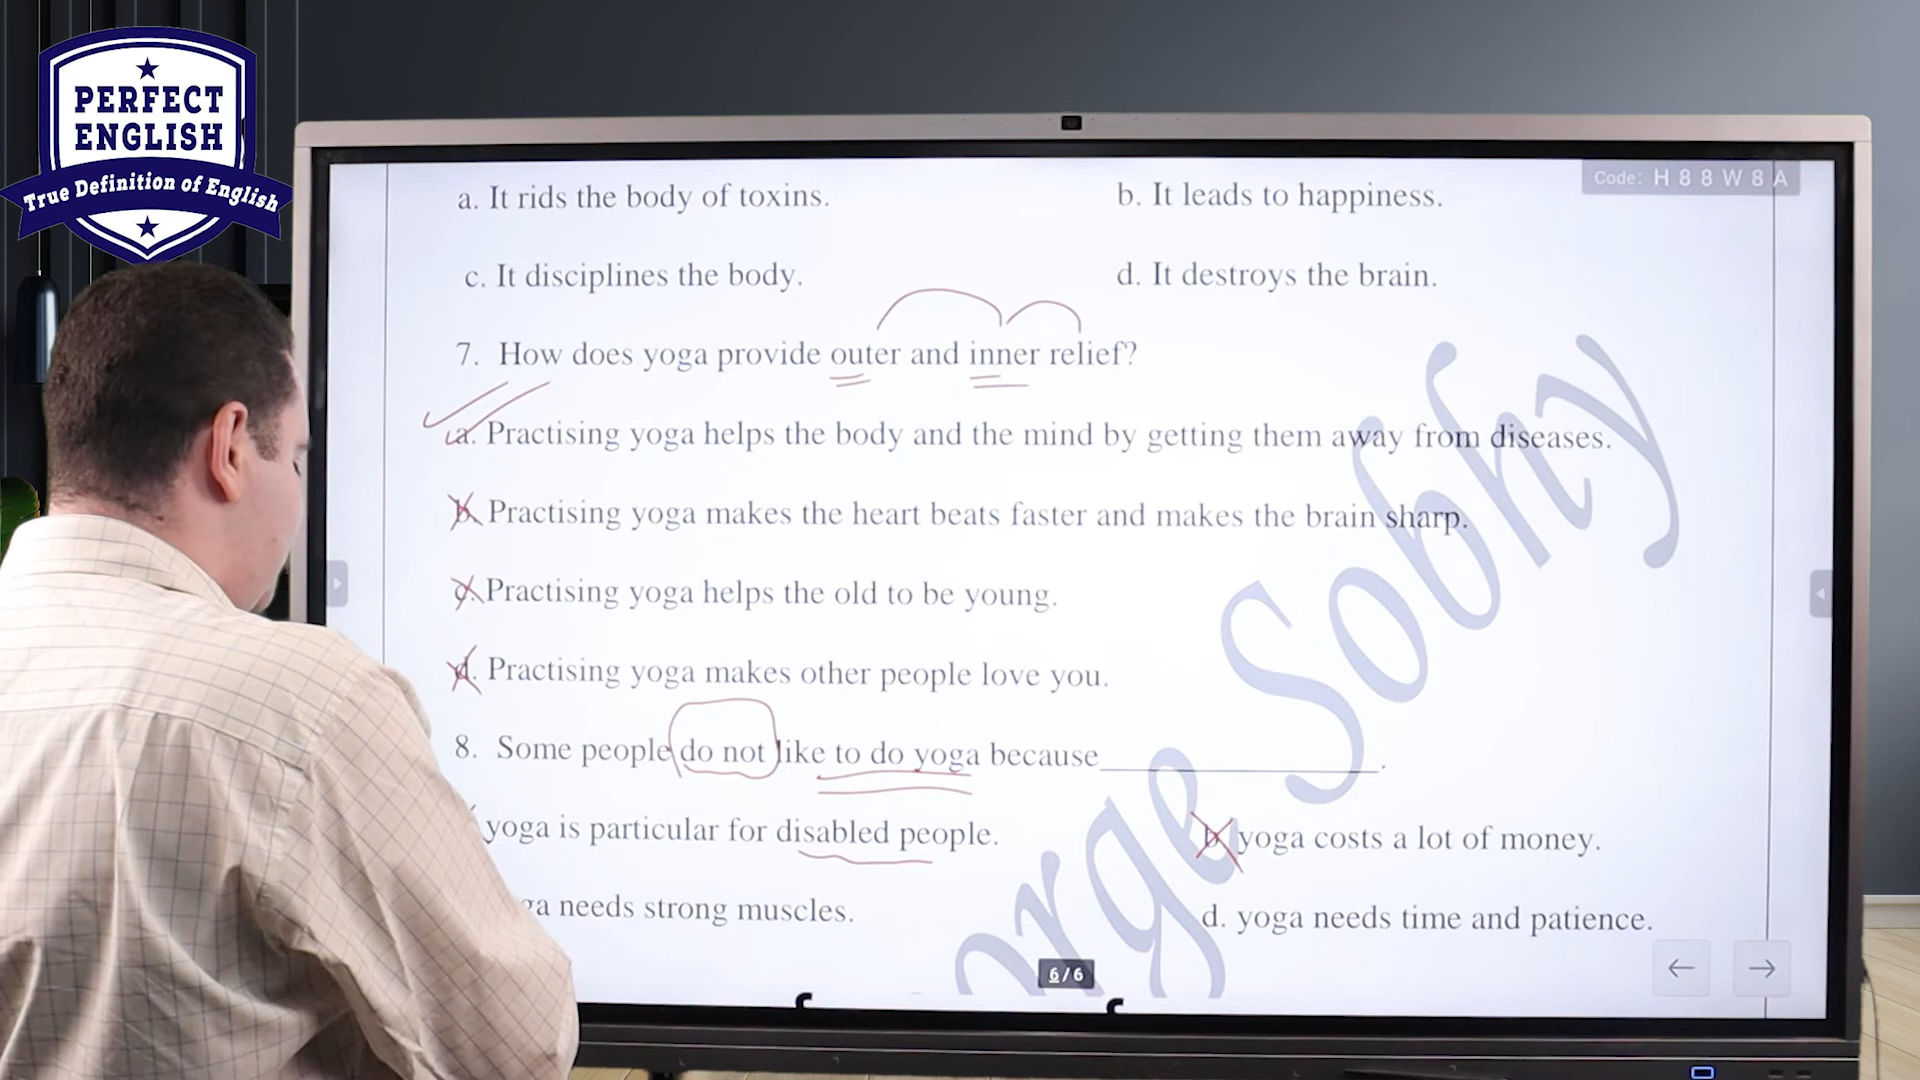 PERFECT
ENGLISH
True Definition of English
Code: H 8 8 W 8 A
a. It rids the body of toxins.
b. It leads to happiness.
c. It disciplines the body.
d. It destroys the brain.
7. How does yoga provide outer and inner relief?
a. Practising yoga helps the body and the mind by getting them away from diseases.
b. Practising yoga makes the heart beats faster and makes the brain sharp.
c. Practising yoga helps the old to be young.
d. Practising yoga makes other people love you.
8. Some people do not like to do yoga because ____________.
yoga is particular for disabled people.
b. yoga costs a lot of money.
needs strong muscles.
d. yoga needs time and patience.
Sobhy
6/6